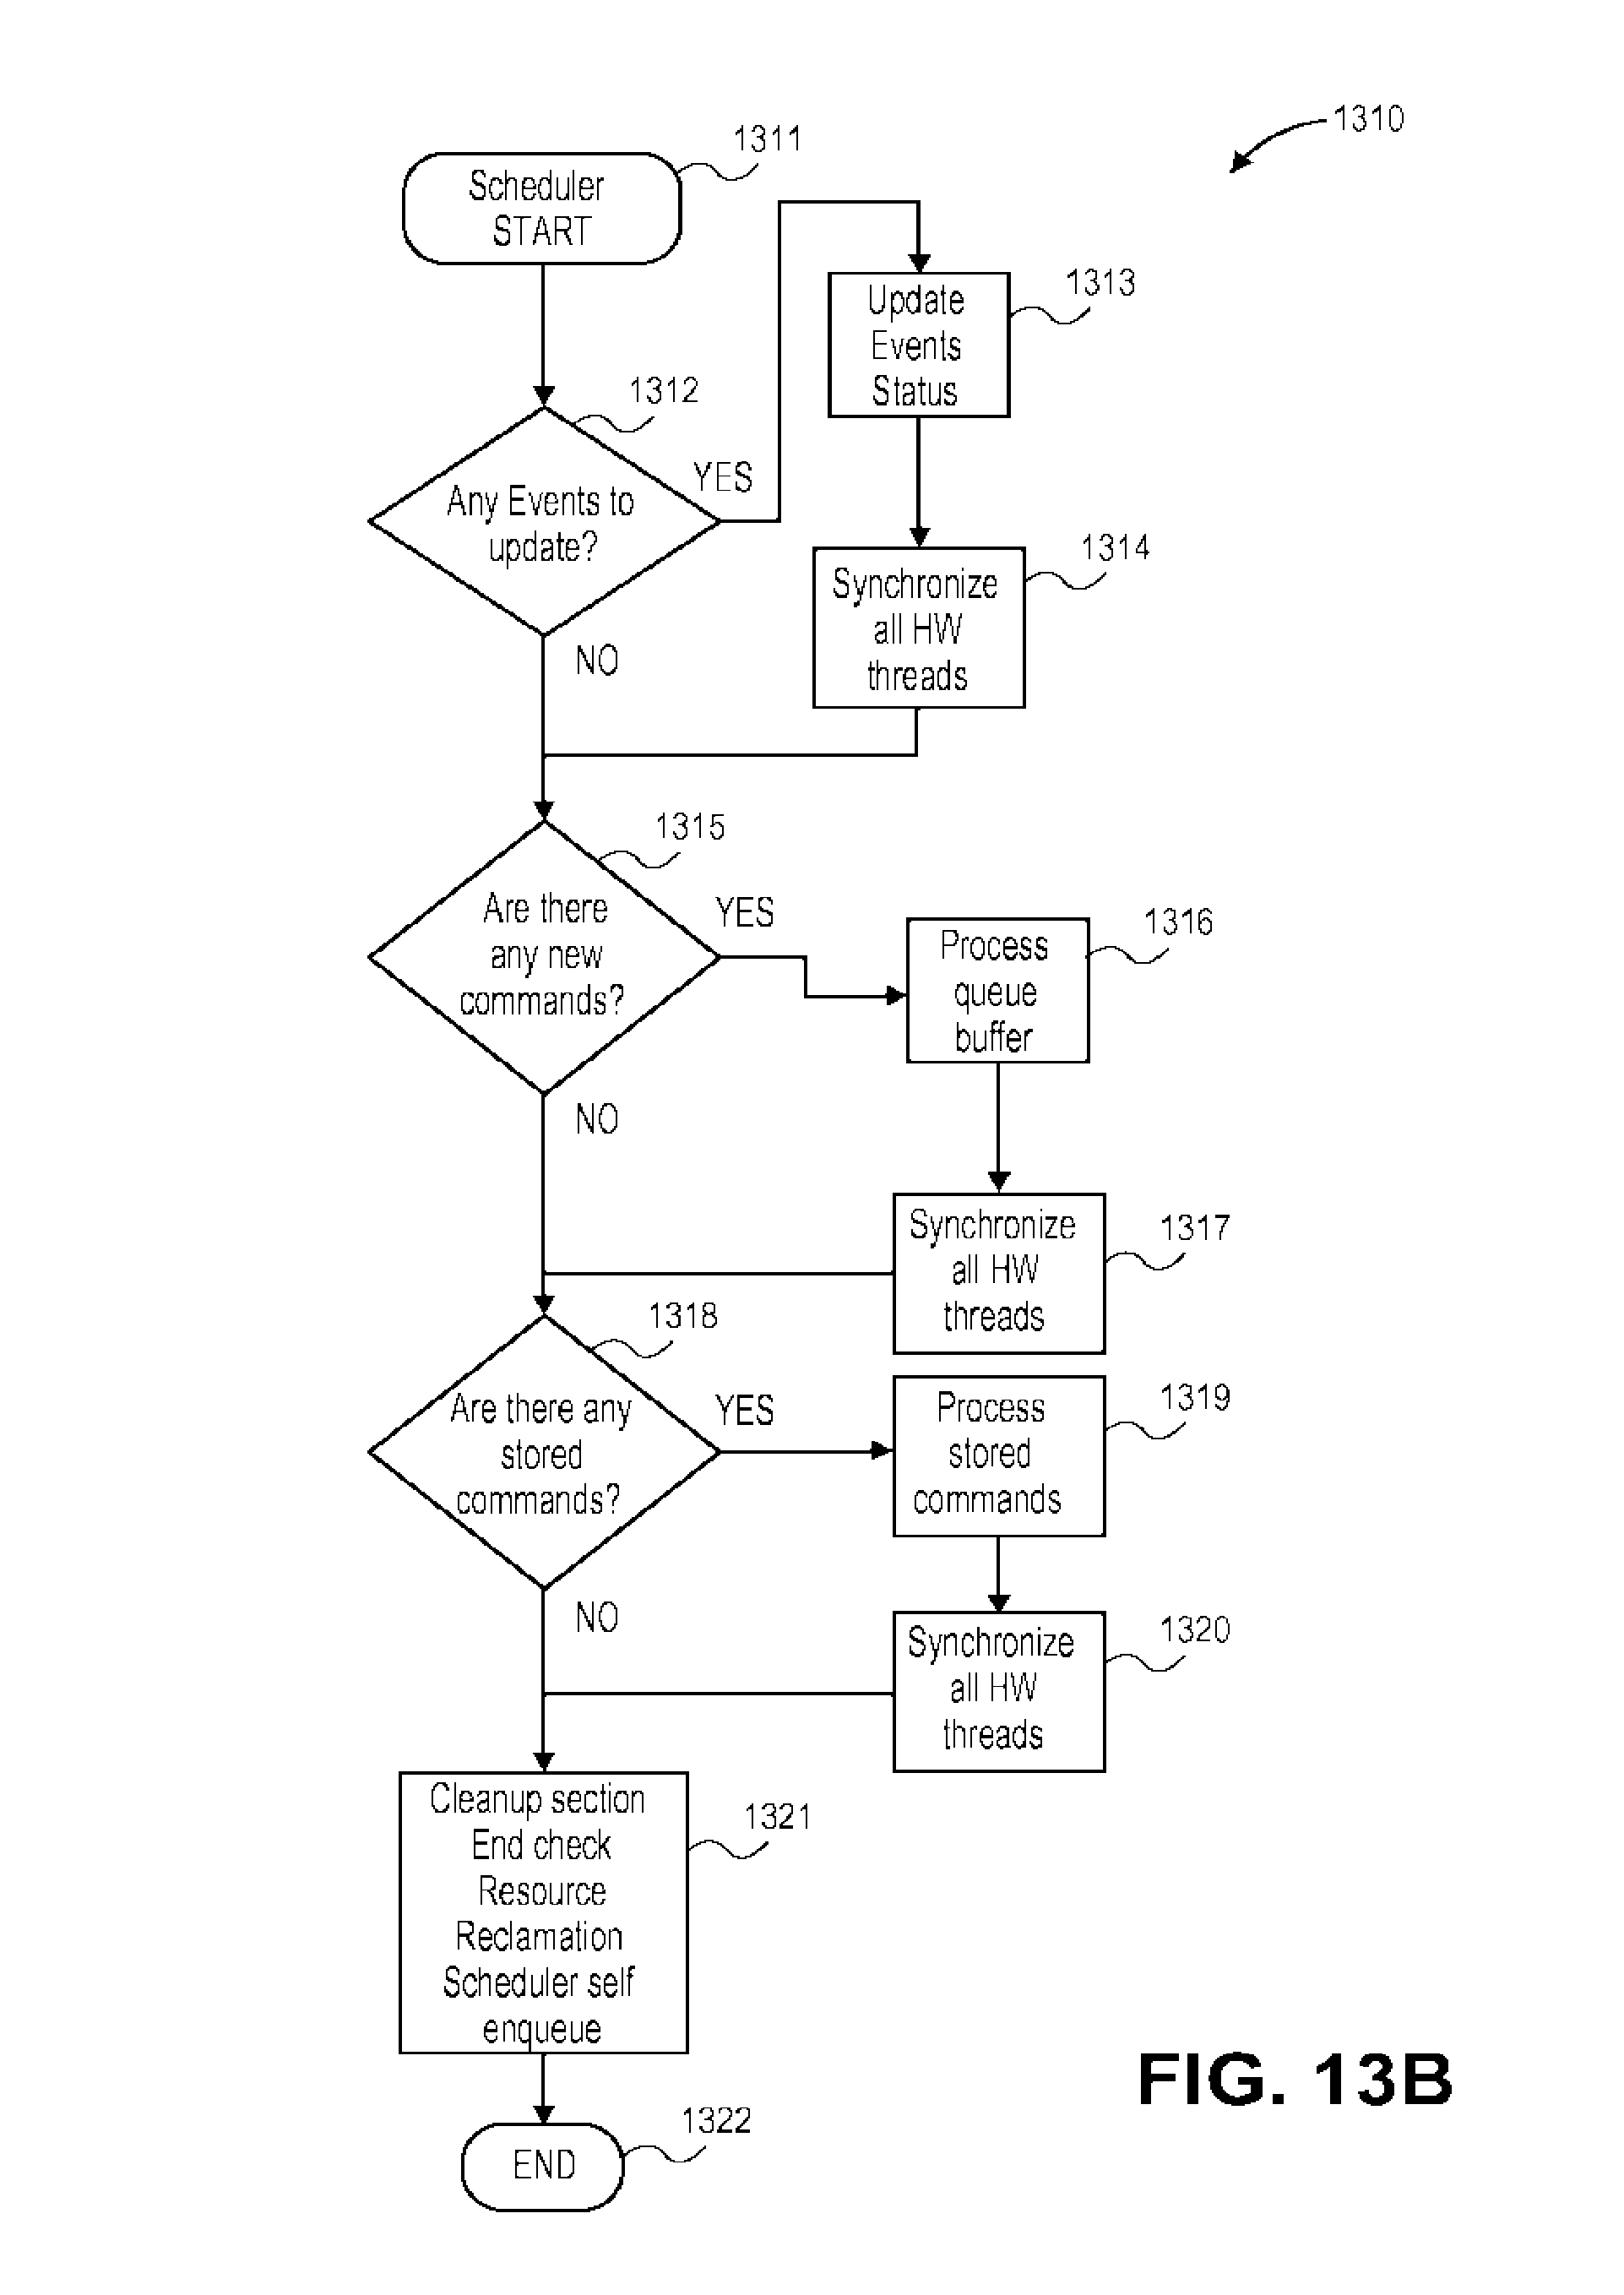 1310
1311
Scheduler
START
1313
Update
Events
Status
1312
YES
Any Events to
update?
1314
Synchronize
all HW
threads
NO
1315
Are there
any new
commands?
YES
1316
Process
queue
buffer
NO
1317
Synchronize
all HW
threads
1318
Are there any
stored
commands?
YES
1319
Process
stored
commands
NO
1320
Synchronize
all HW
threads
1321
Cleanup section
End check
Resource
Reclamation
Scheduler self
enqueue
1322
END
FIG. 13B